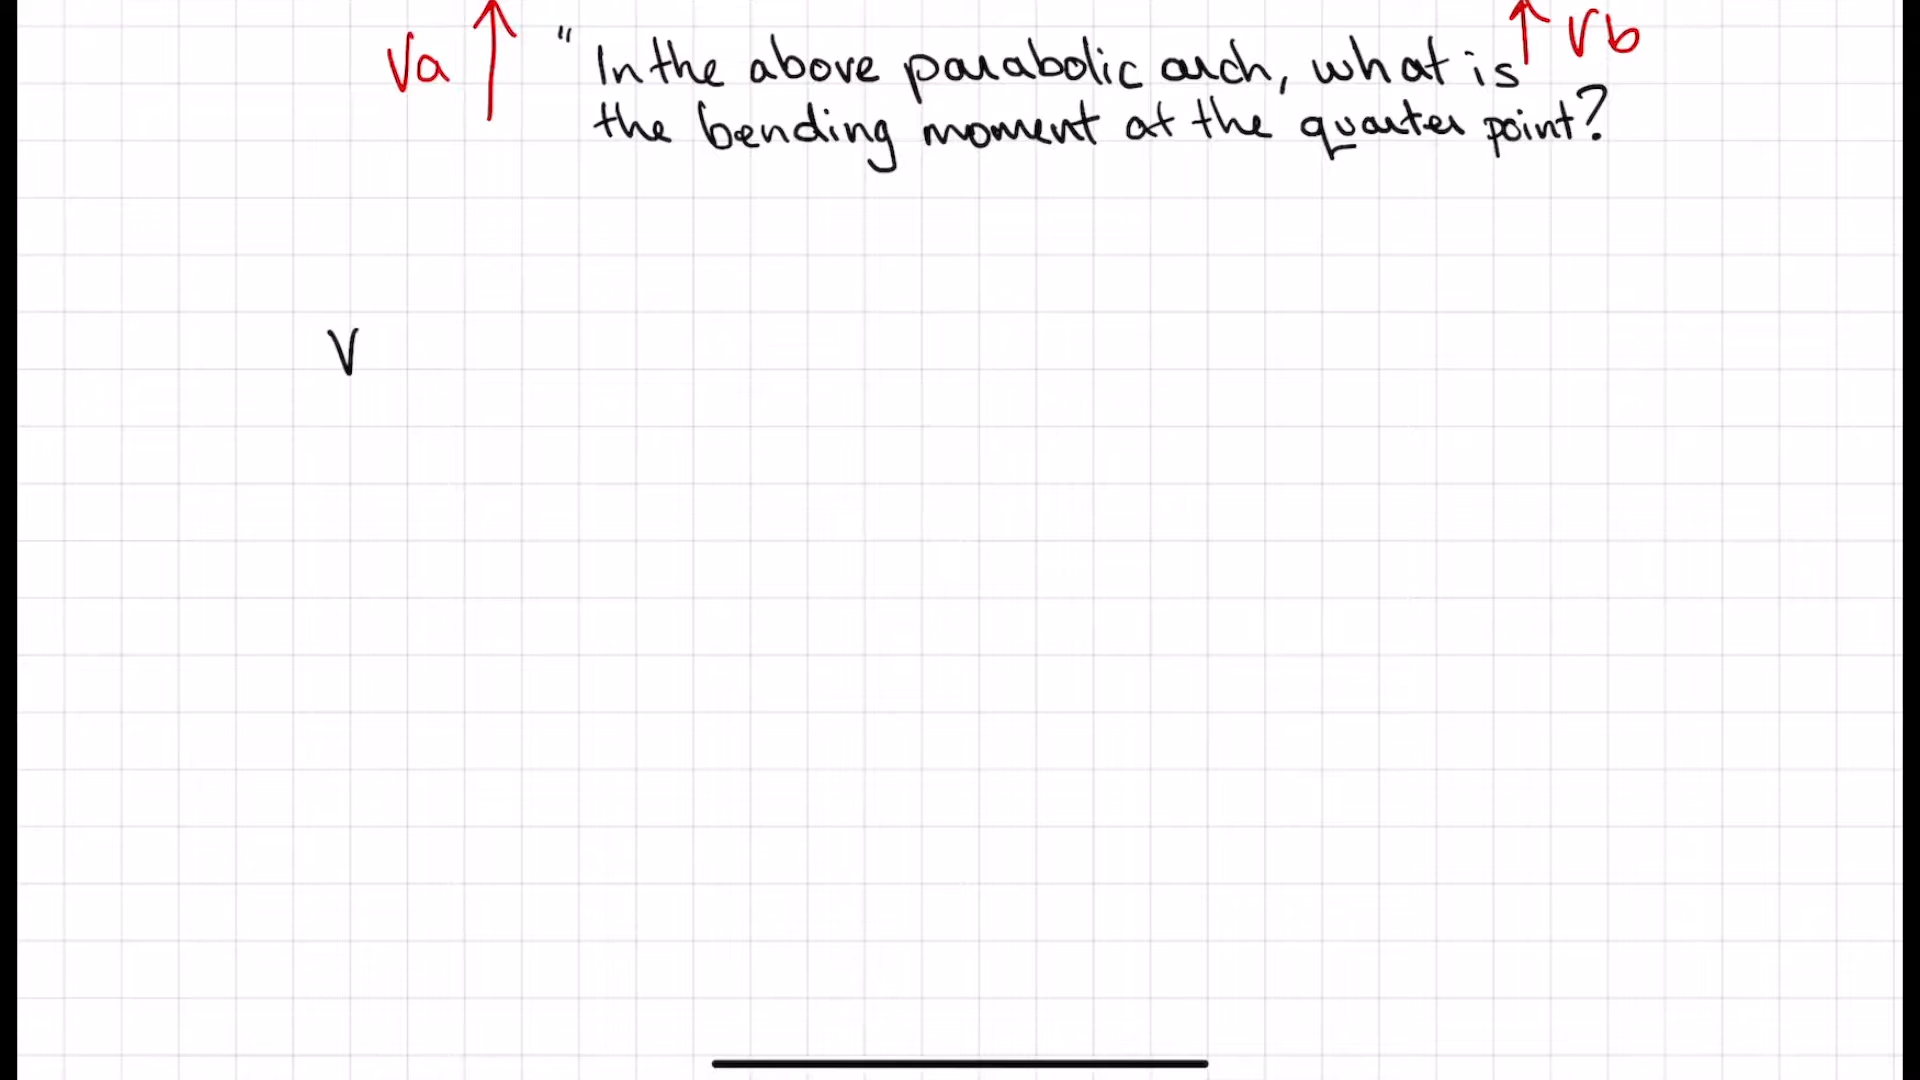 Va
Vb
" In the above parabolic arch, what is
the bending moment at the quarter point?
V